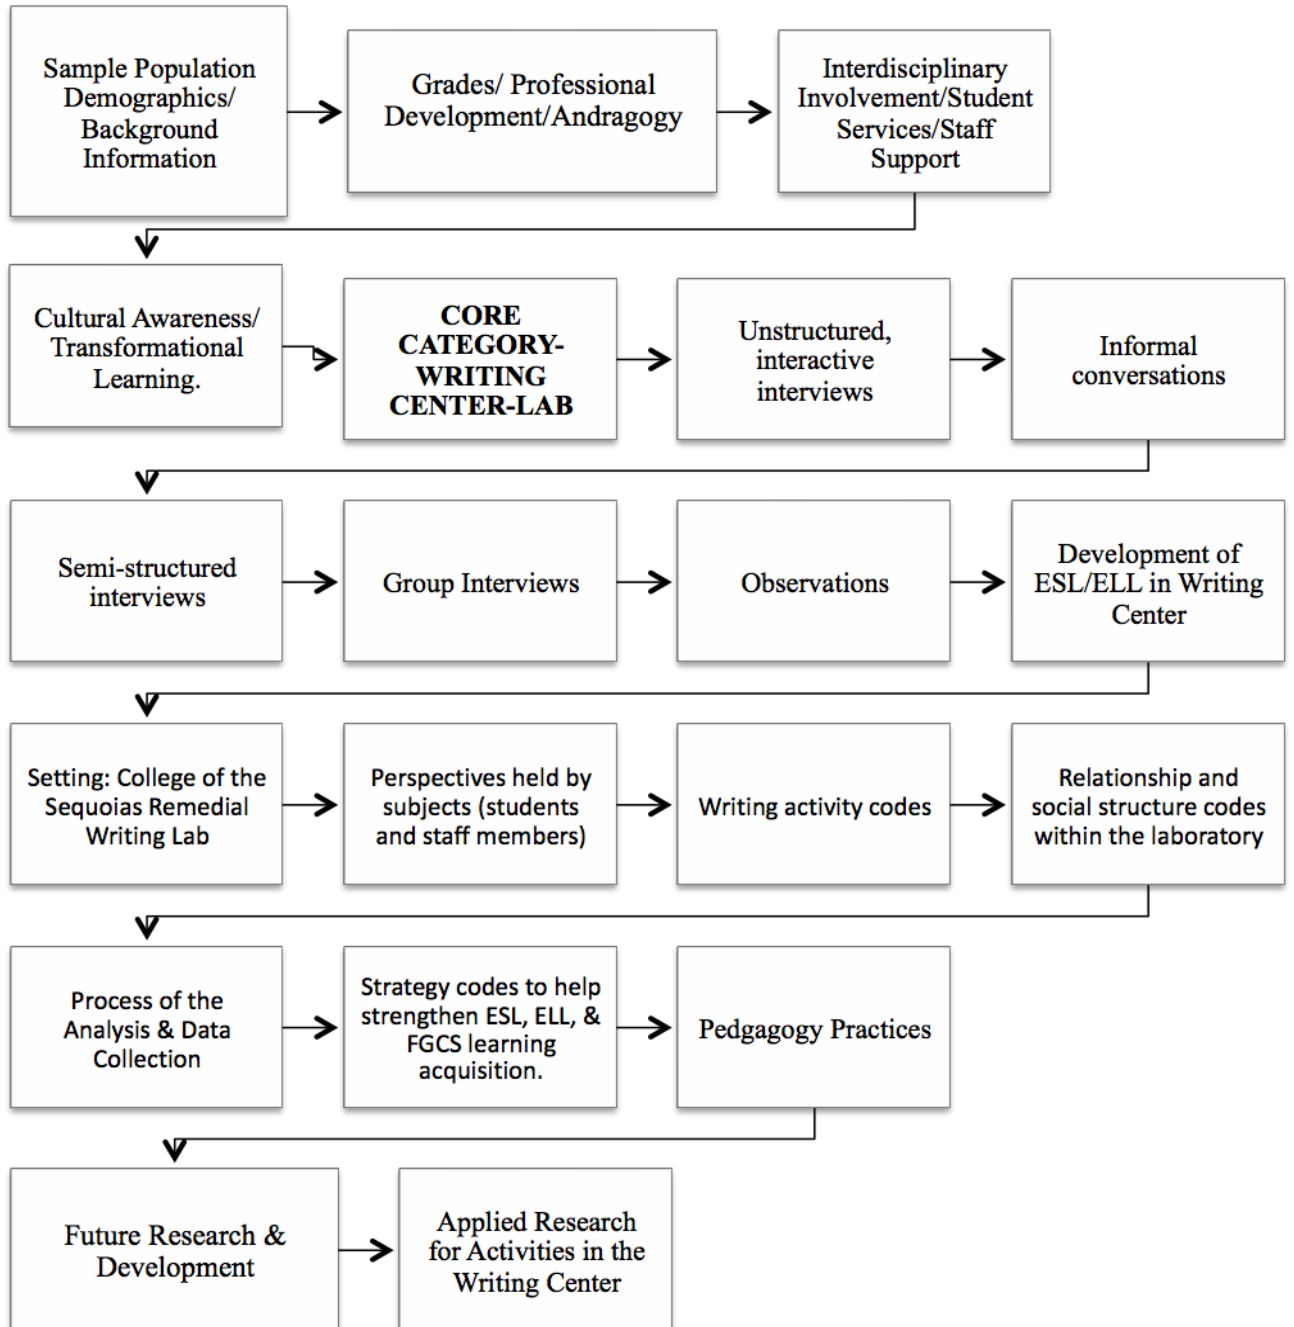 Sample Population
Demographics/
Background
Information
Grades/ Professional
Development/Andragogy
Interdisciplinary
Involvement/Student
Services/Staff
Support
Cultural Awareness/
Transformational
Learning.
CORE
CATEGORY-
WRITING
CENTER-LAB
Unstructured,
interactive
interviews
Informal
conversations
Semi-structured
interviews
Group Interviews
Observations
Development of
ESL/ELL in Writing
Center
Setting: College of the
Sequoias Remedial
Writing Lab
Perspectives held by
subjects (students
and staff members)
Writing activity codes
Relationship and
social structure codes
within the laboratory
Process of the
Analysis & Data
Collection
Strategy codes to help
strengthen ESL, ELL, &
FGCS learning
acquisition.
Pedgagogy Practices
Future Research &
Development
Applied Research
for Activities in the
Writing Center